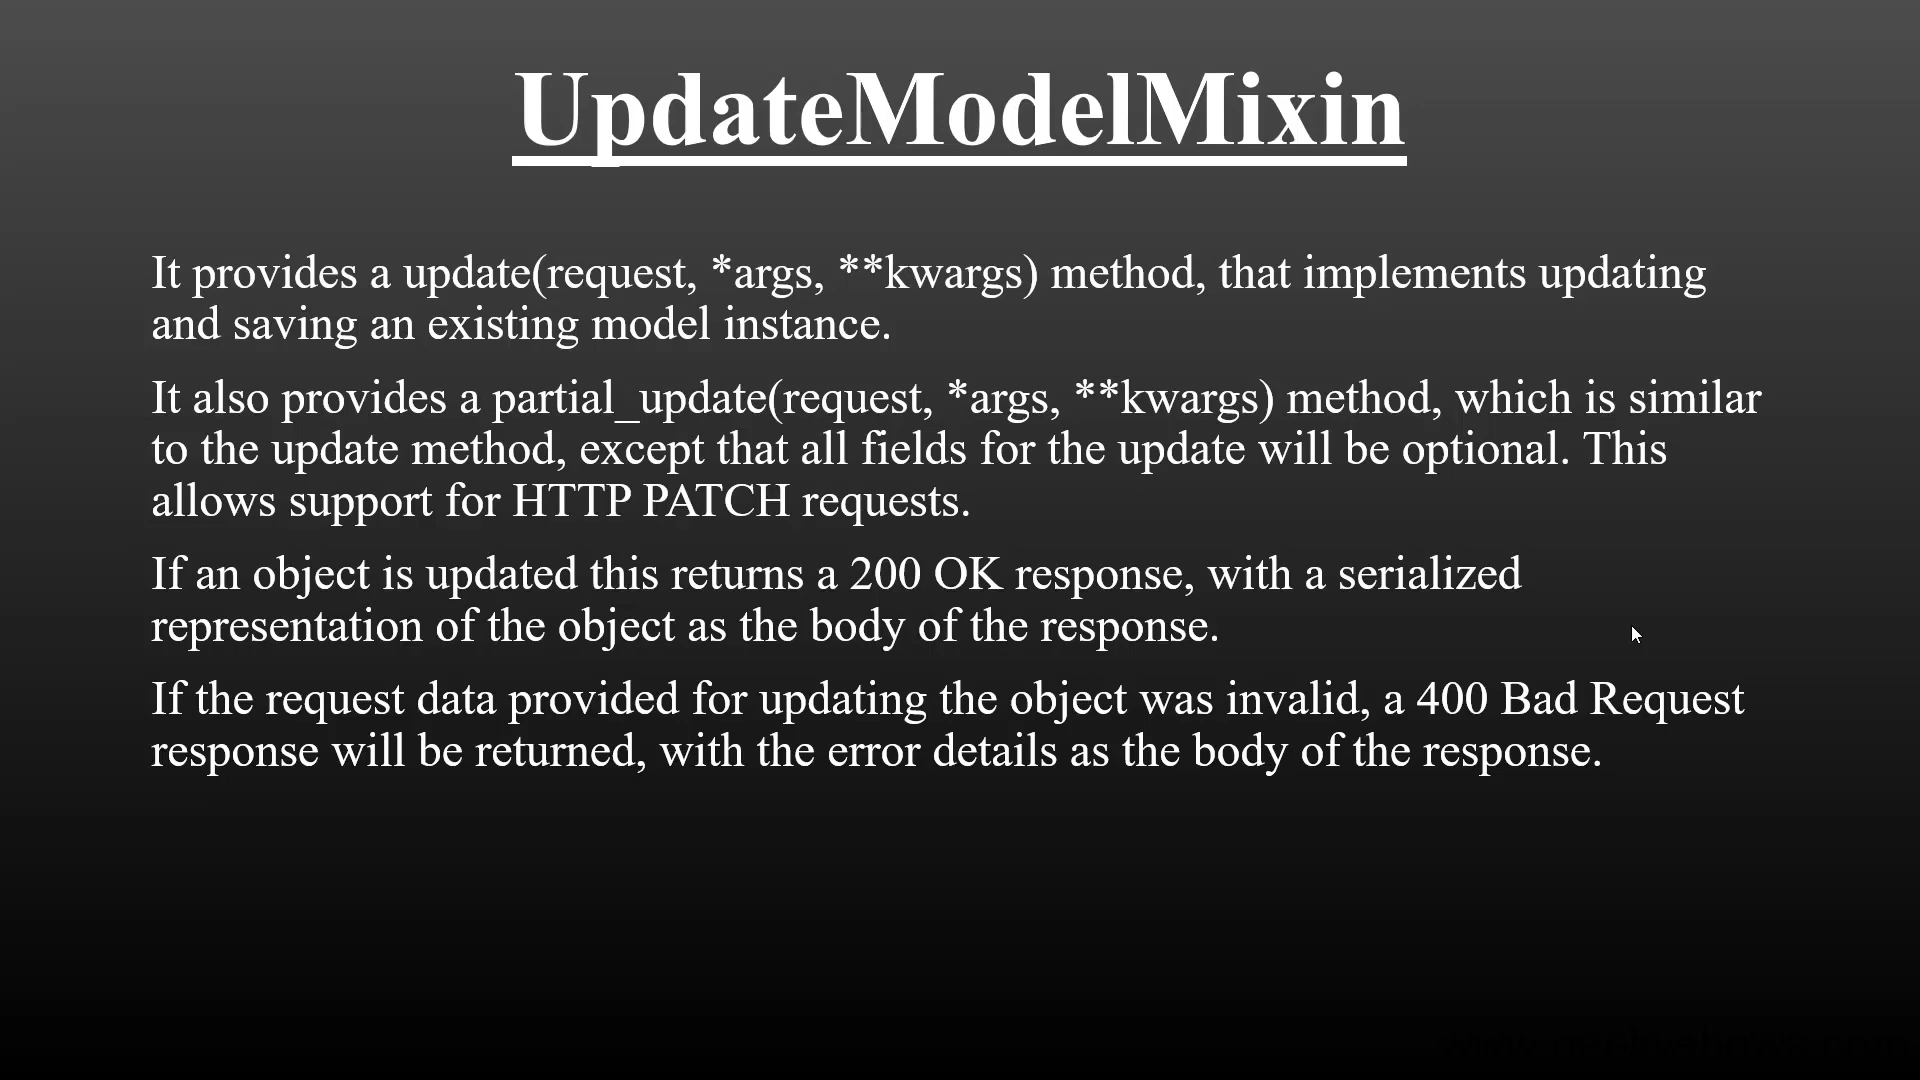 UpdateModelMixin
It provides a update(request, *args, **kwargs) method, that implements updating
and saving an existing model instance.
It also provides a partial_update(request, *args, **kwargs) method, which is similar
to the update method, except that all fields for the update will be optional. This
allows support for HTTP PATCH requests.
If an object is updated this returns a 200 OK response, with a serialized
representation of the object as the body of the response.
If the request data provided for updating the object was invalid, a 400 Bad Request
response will be returned, with the error details as the body of the response.